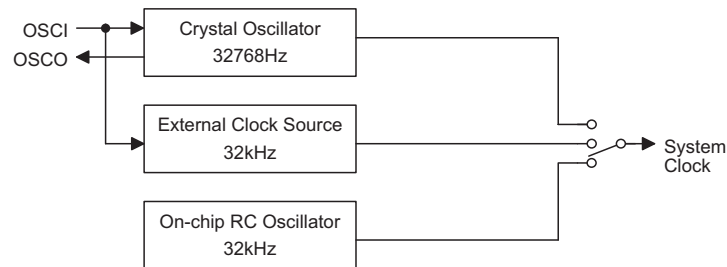 OSCI
OSCO
Crystal Oscillator
32768Hz
External Clock Source
32kHz
On-chip RC Oscillator
32kHz
System
Clock